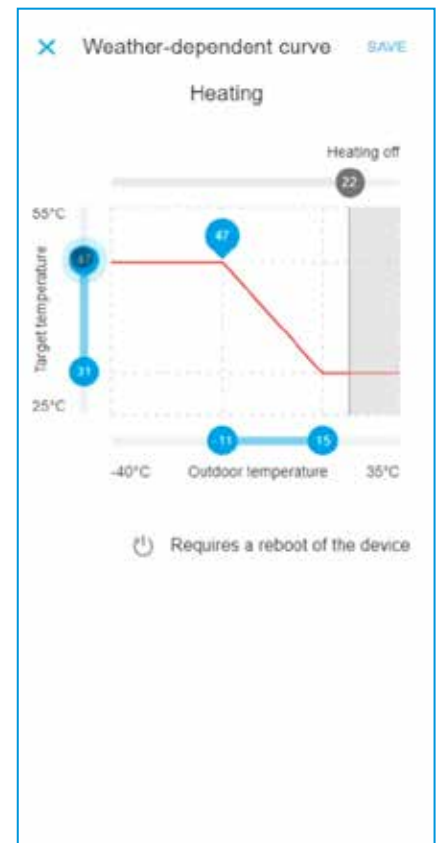 Weather-dependent curve SAVE
Heating
Heating off
22
55°C
47
47
Target temperature
31
25°C
-11 15
-40°C Outdoor temperature 35°C
Requires a reboot of the device